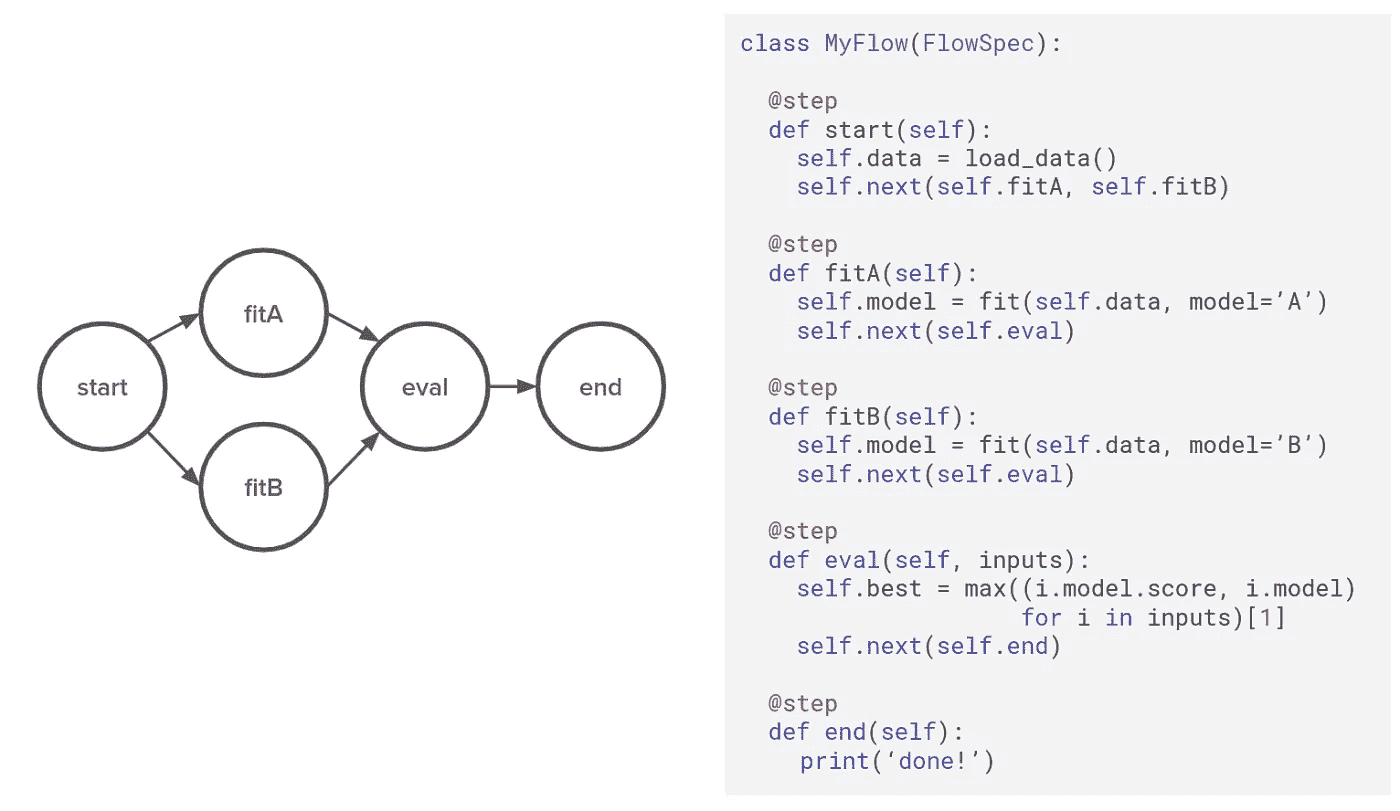 start
fitA
fitB
eval
end
class MyFlow(FlowSpec):
@step
def start(self):
self.data = load_data()
self.next(self.fitA, self.fitB)
@step
def fitA(self):
self.model = fit(self.data, model=’A’)
self.next(self.eval)
@step
def fitB(self):
self.model = fit(self.data, model=’B’)
self.next(self.eval)
@step
def eval(self, inputs):
self.best = max((i.model.score, i.model)
for i in inputs)[1]
self.next(self.end)
@step
def end(self):
print(‘done!’)